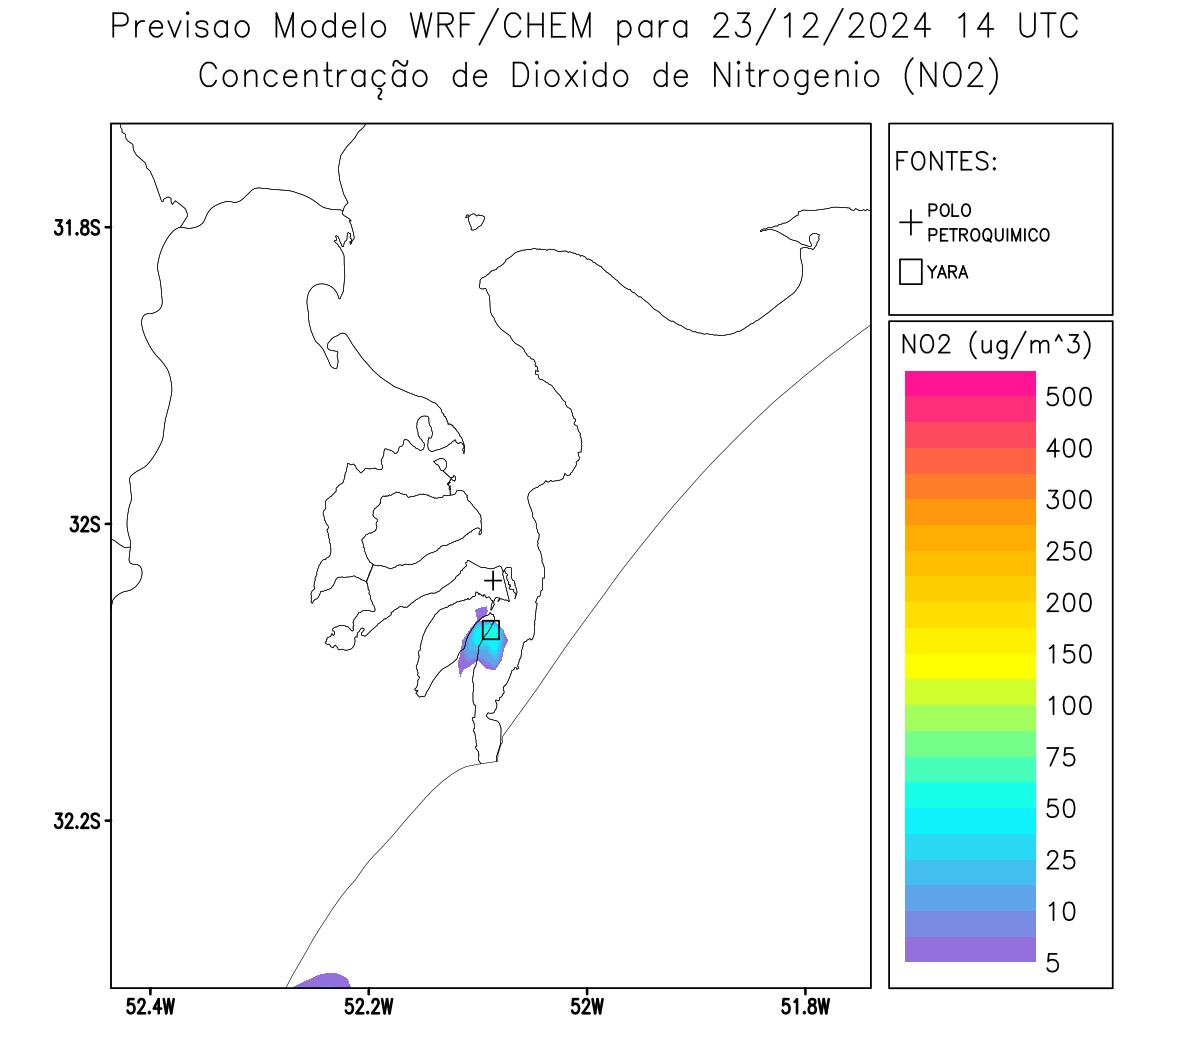 Previsao Modelo WRF/CHEM para 23/12/2024 14 UTC
Concentração de Dioxido de Nitrogenio (NO2)
FONTES:
POLO
PETROQUIMICO
YARA
31.8S
32S
32.2S
52.4W
52.2W
52W
51.8W
NO2 (ug/m^3)
500
400
300
250
200
150
100
75
50
25
10
5